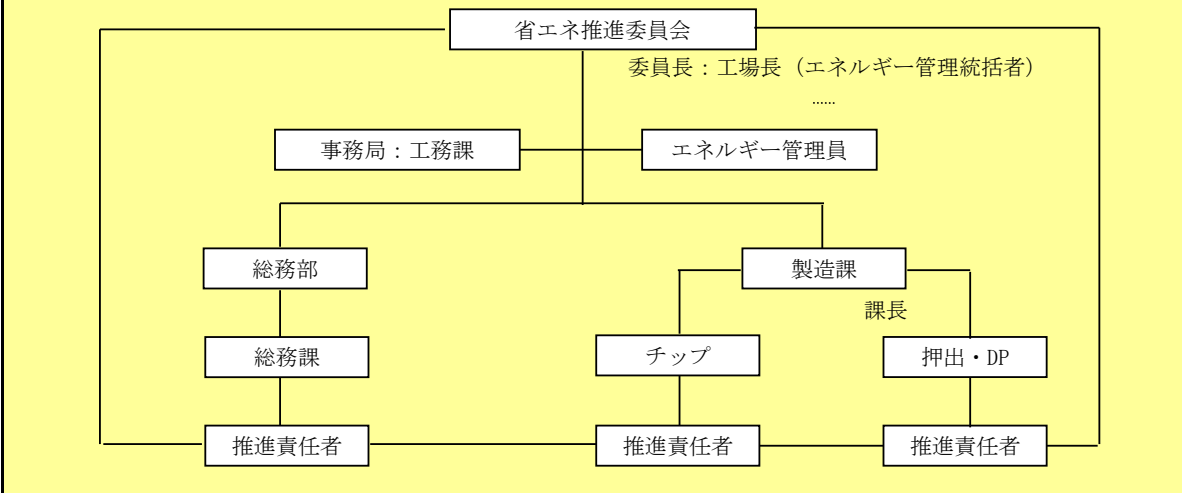 省エネ推進委員会
委員長：工場長（エネルギー管理統括者）
……
事務局：工務課
エネルギー管理員
総務部
製造課
課長
総務課
チップ
押出・DP
推進責任者
推進責任者
推進責任者